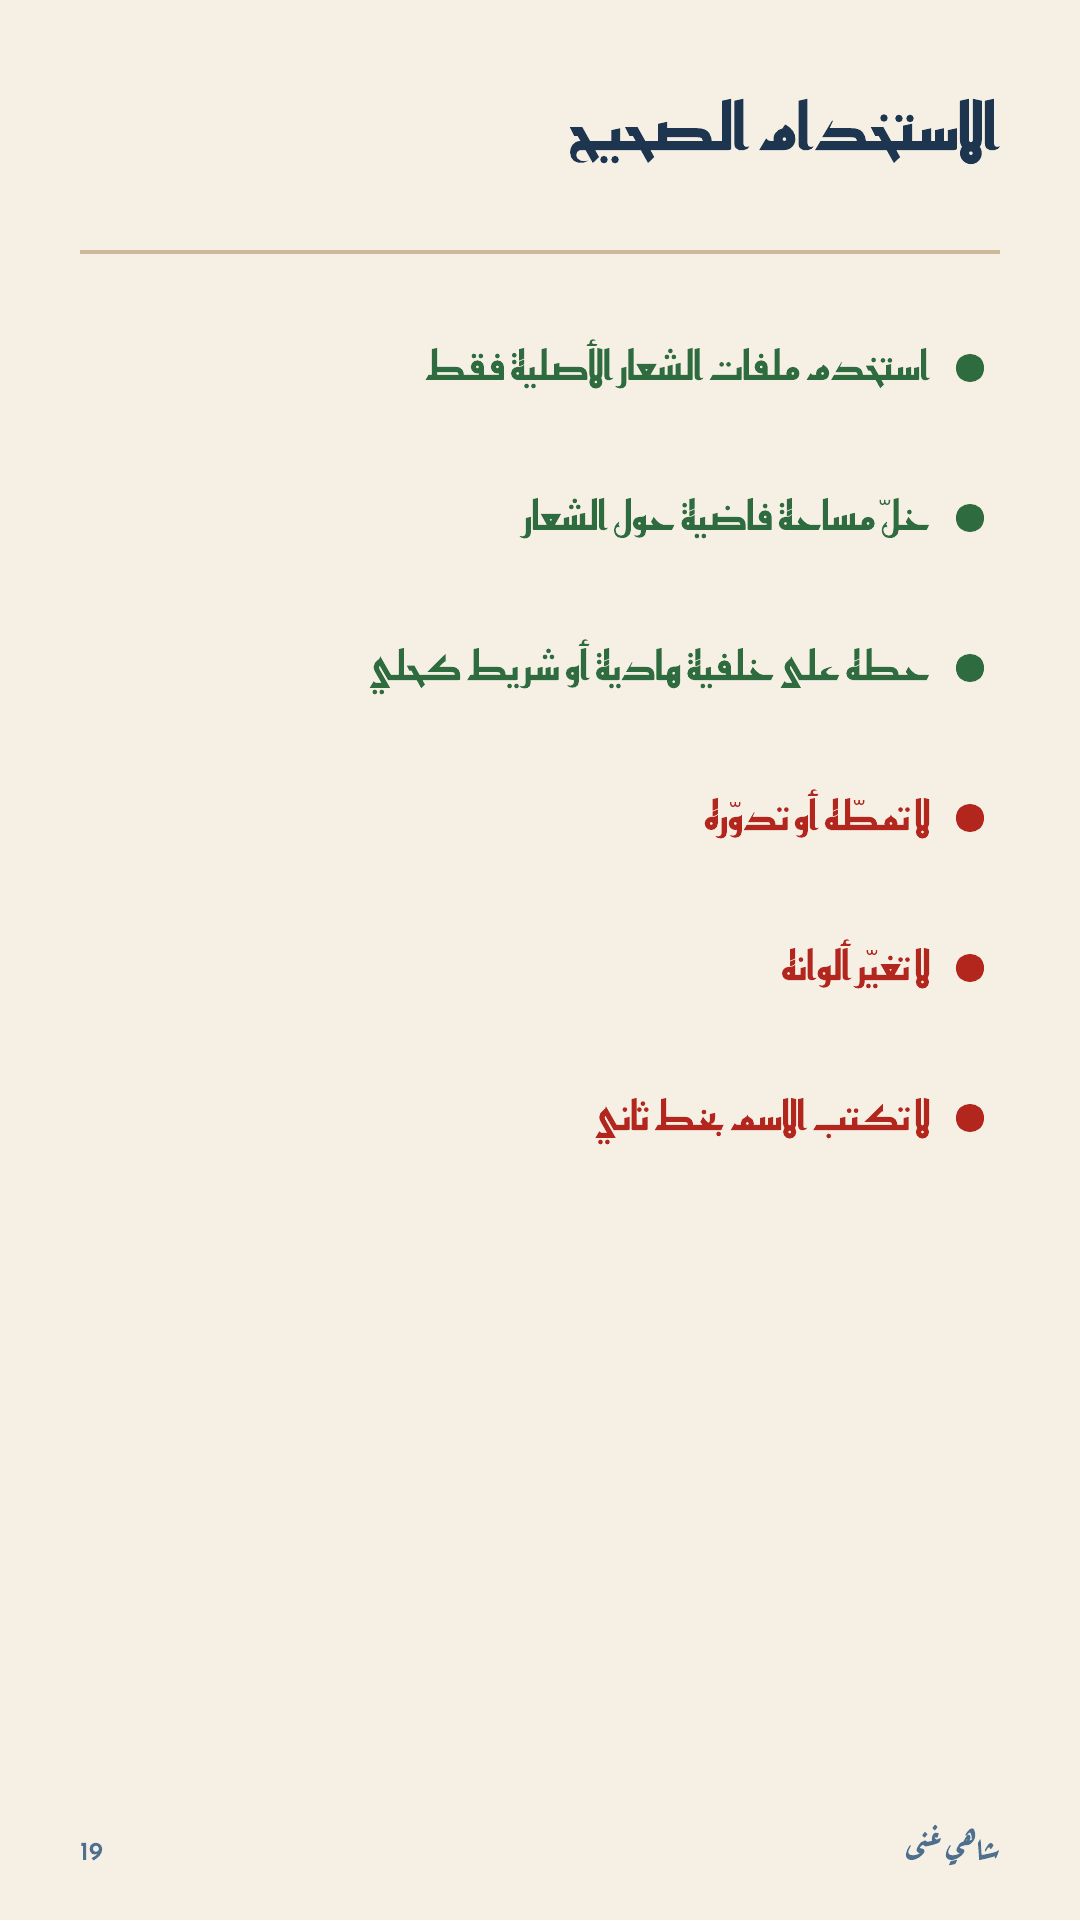 الاستخدام الصحيح
استخدم ملفات الشعار الأصلية فقط
خلّ مساحة فاضية حول الشعار
حطه على خلفية هادية أو شريط كحلي
لا تمطّه أو تدوّره
لا تغيّر ألوانه
لا تكتب الاسم بخط ثاني
شاهي غنى
19